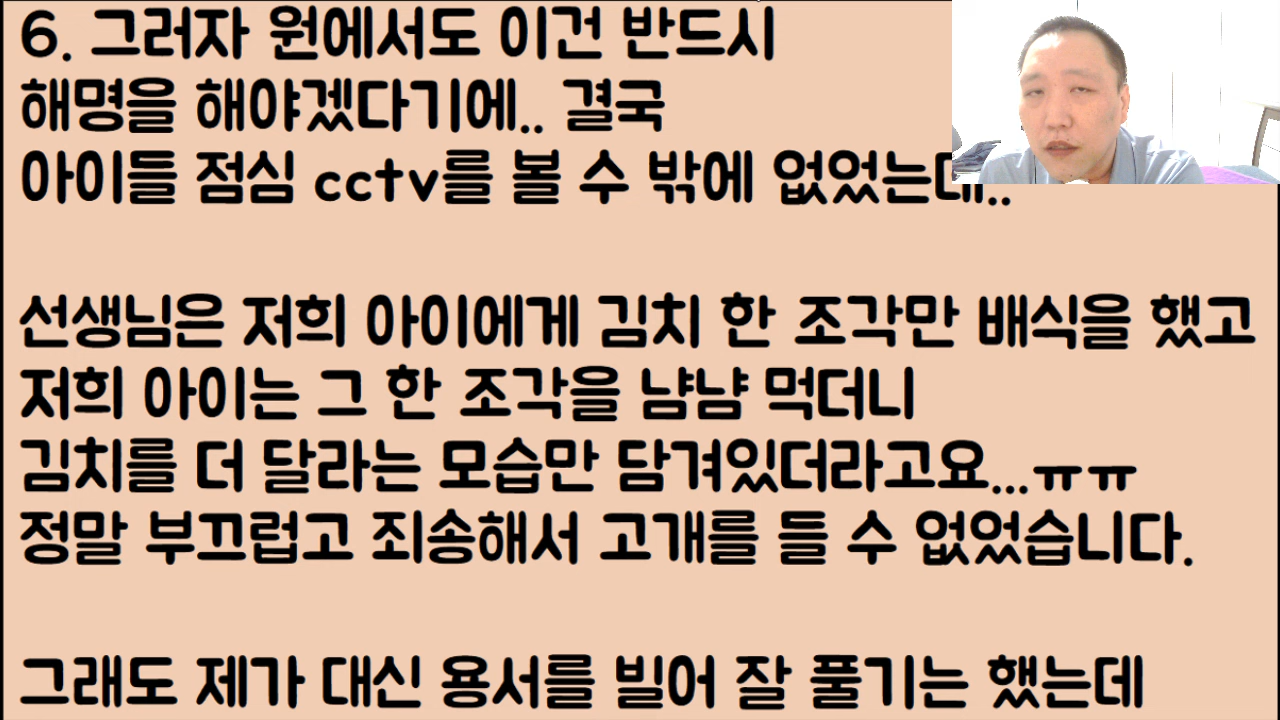 6. 그러자 원에서도 이건 반드시
해명을 해야겠다기에.. 결국
아이들 점심 cctv를 볼 수 밖에 없었는데..
선생님은 저희 아이에게 김치 한 조각만 배식을 했고
저희 아이는 그 한 조각을 냠냠 먹더니
김치를 더 달라는 모습만 담겨있더라고요...ㅠㅠ
정말 부끄럽고 죄송해서 고개를 들 수 없었습니다.
그래도 제가 대신 용서를 빌어 잘 풀기는 했는데